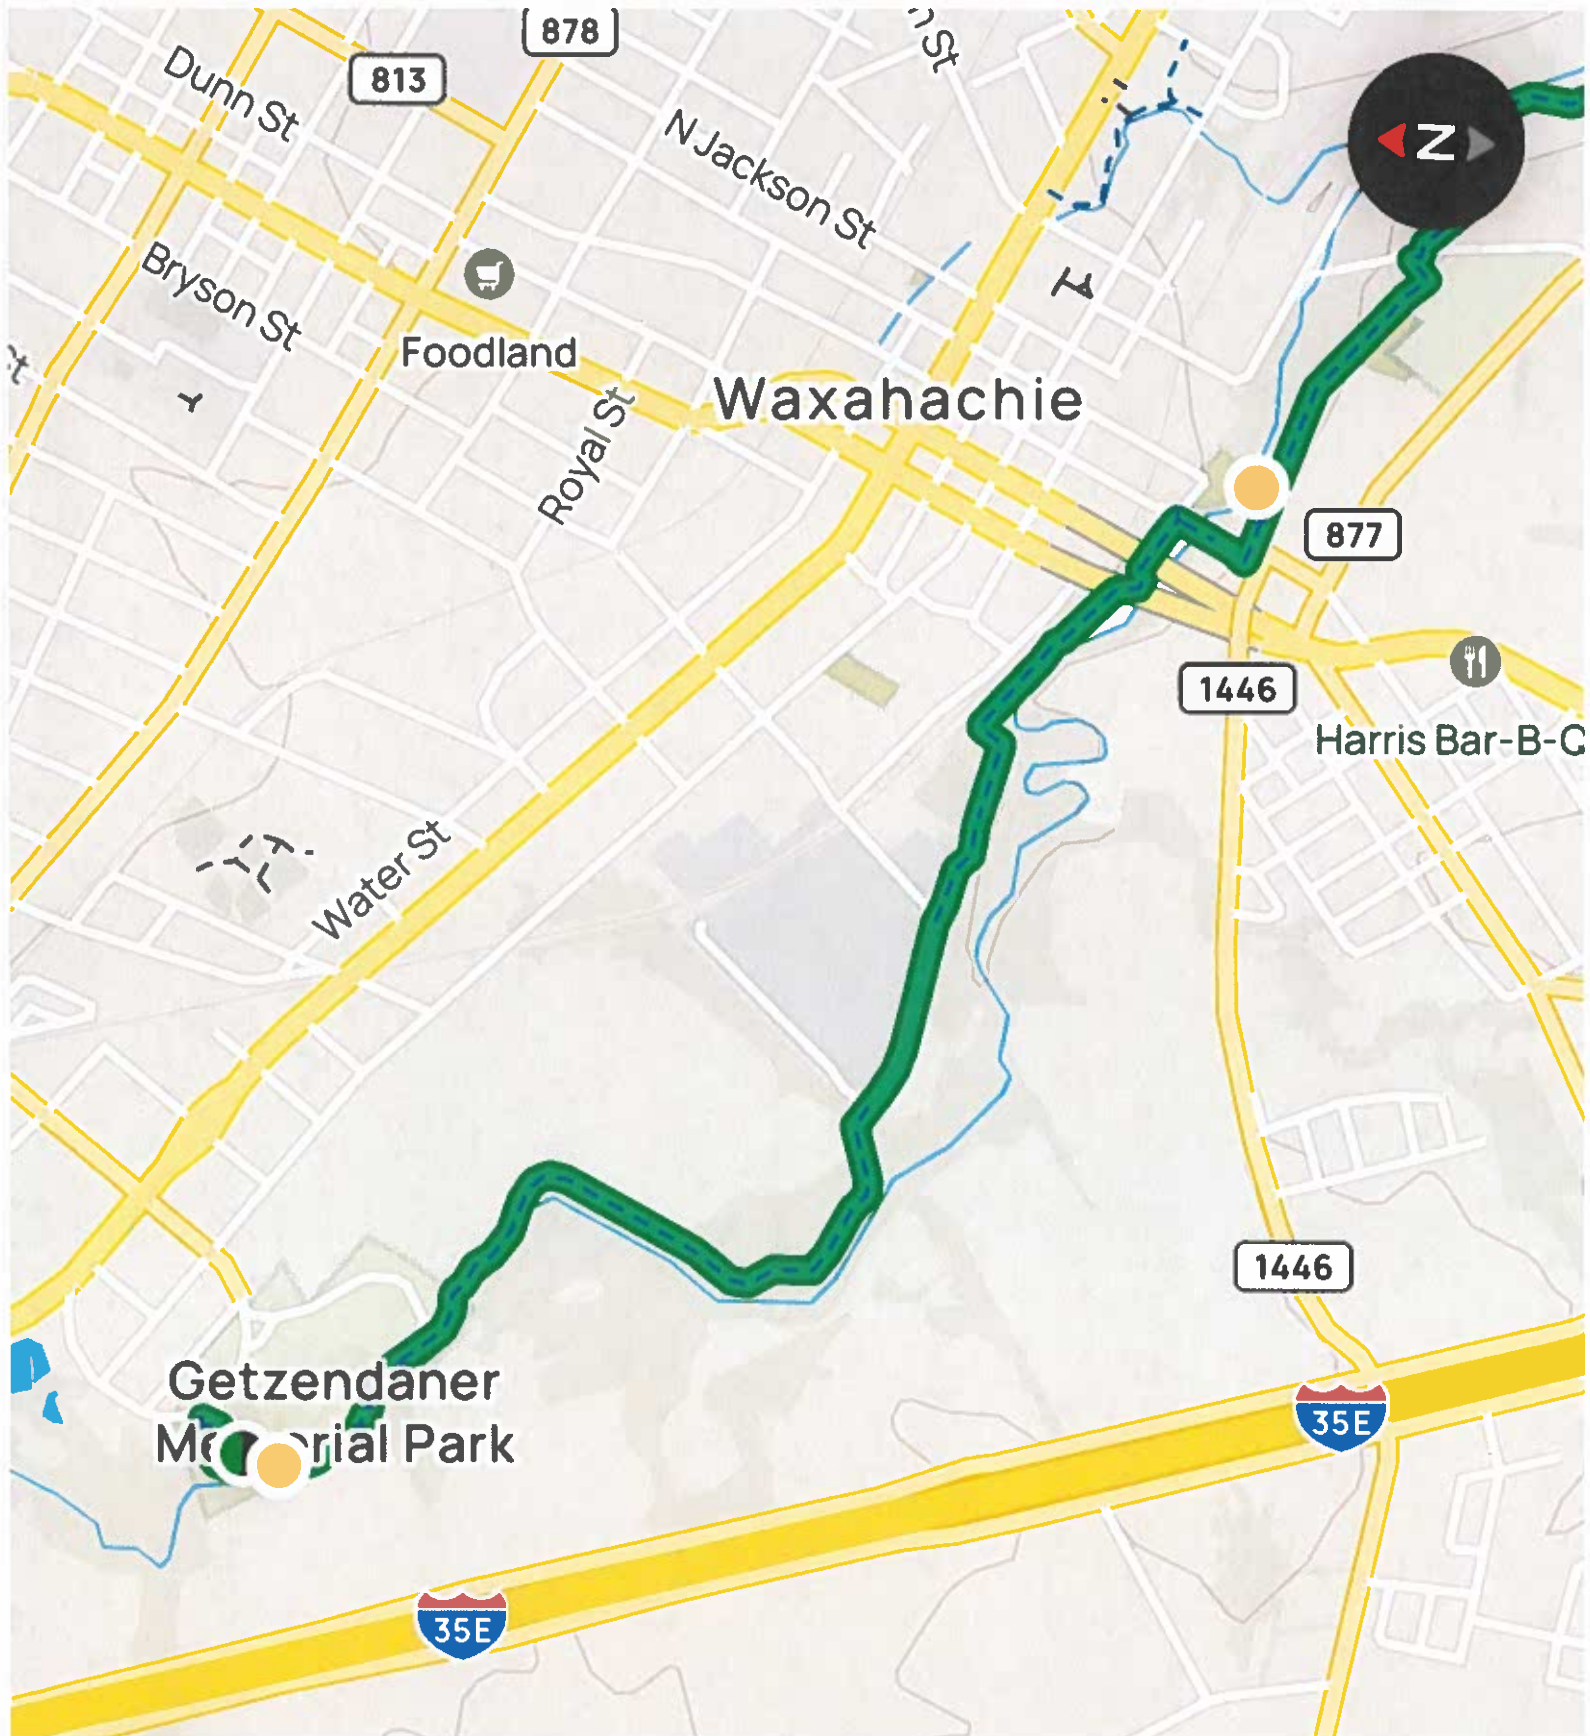 878
813
Dunn St
n St
N Jackson St
Z
Bryson St
Foodland
Waxahachie
Royal St
877
1446
Harris Bar-B-Q
Water St
1446
Getzendaner
Memorial Park
35E
35E